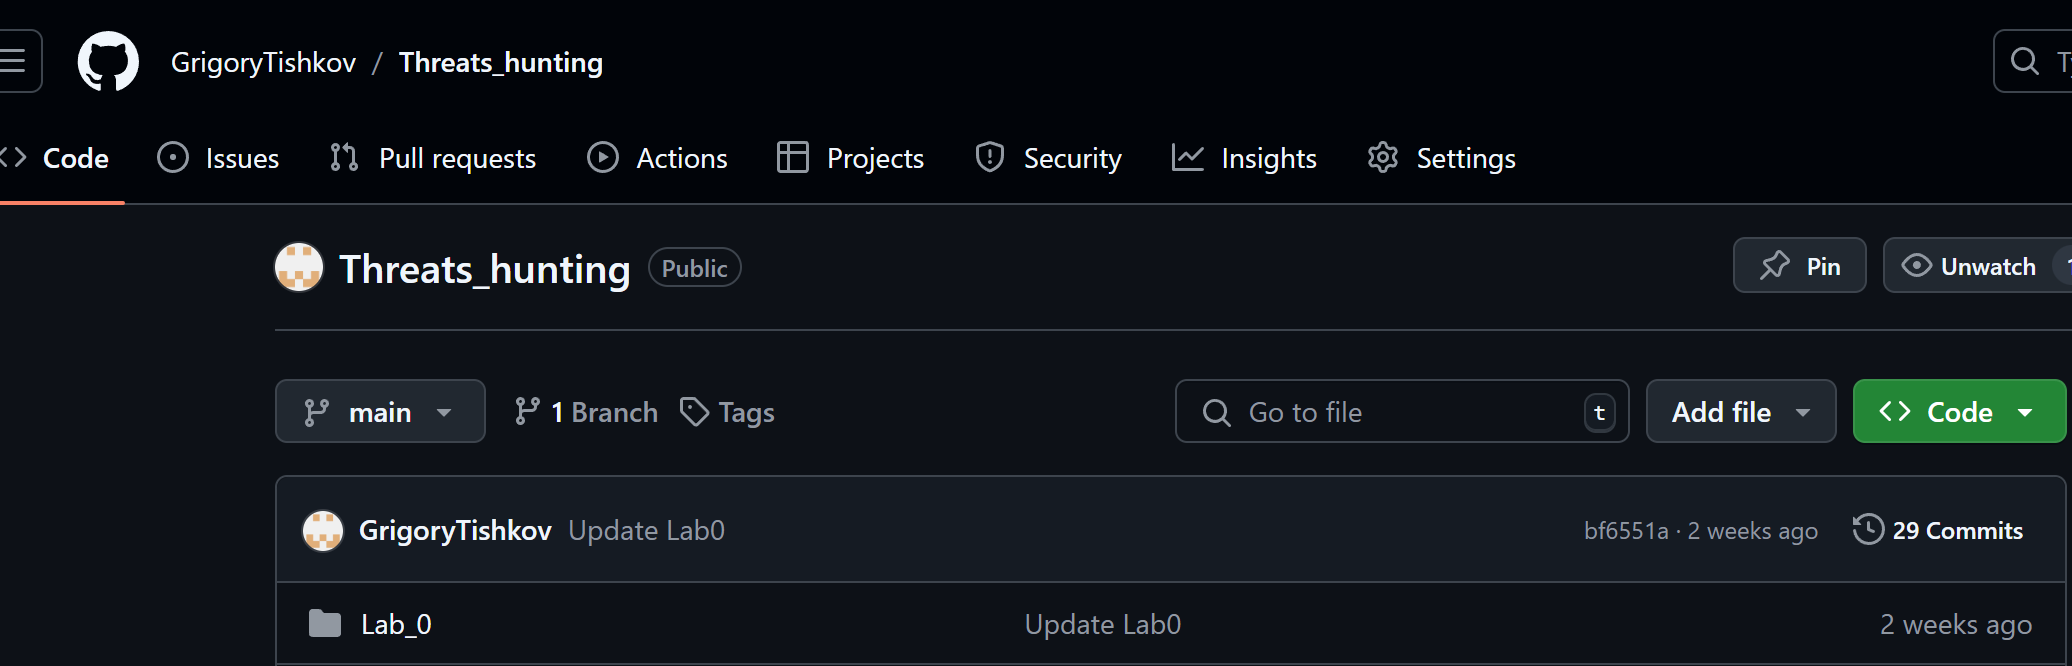 GrigoryTishkov / Threats_hunting
Code Issues Pull requests Actions Projects Security Insights Settings
Threats_hunting Public Pin Unwatch
main 1 Branch Tags Go to file t Add file Code
GrigoryTishkov Update Lab0 bf6551a · 2 weeks ago 29 Commits
Lab_0 Update Lab0 2 weeks ago